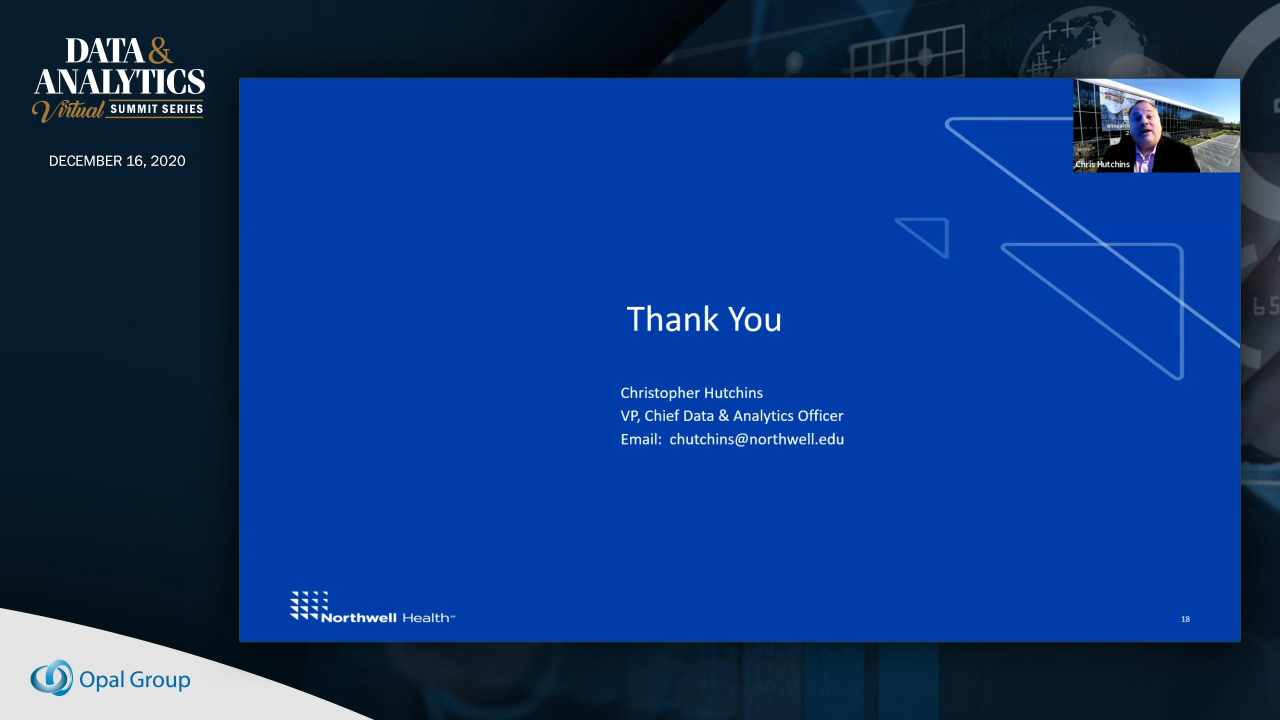 DATA &
ANALYTICS
Virtual SUMMIT SERIES
DECEMBER 16, 2020
Chris Hutchins
Thank You
Christopher Hutchins
VP, Chief Data & Analytics Officer
Email: chutchins@northwell.edu
Northwell Health
18
Opal Group